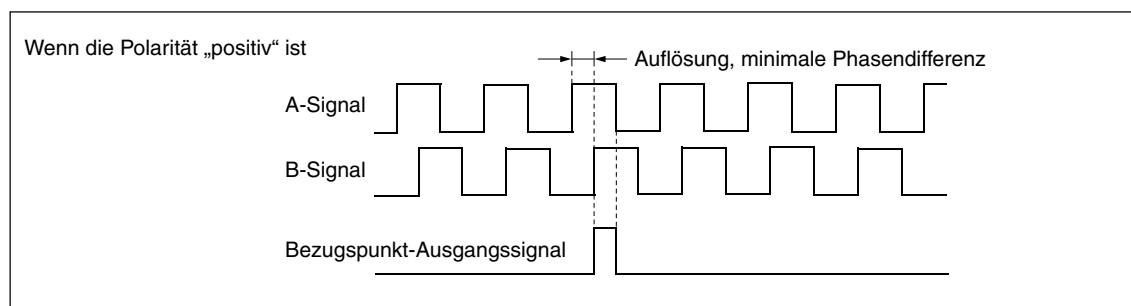 Wenn die Polarität „positiv” ist
Auflösung, minimale Phasendifferenz
A-Signal
B-Signal
Bezugspunkt-Ausgangssignal